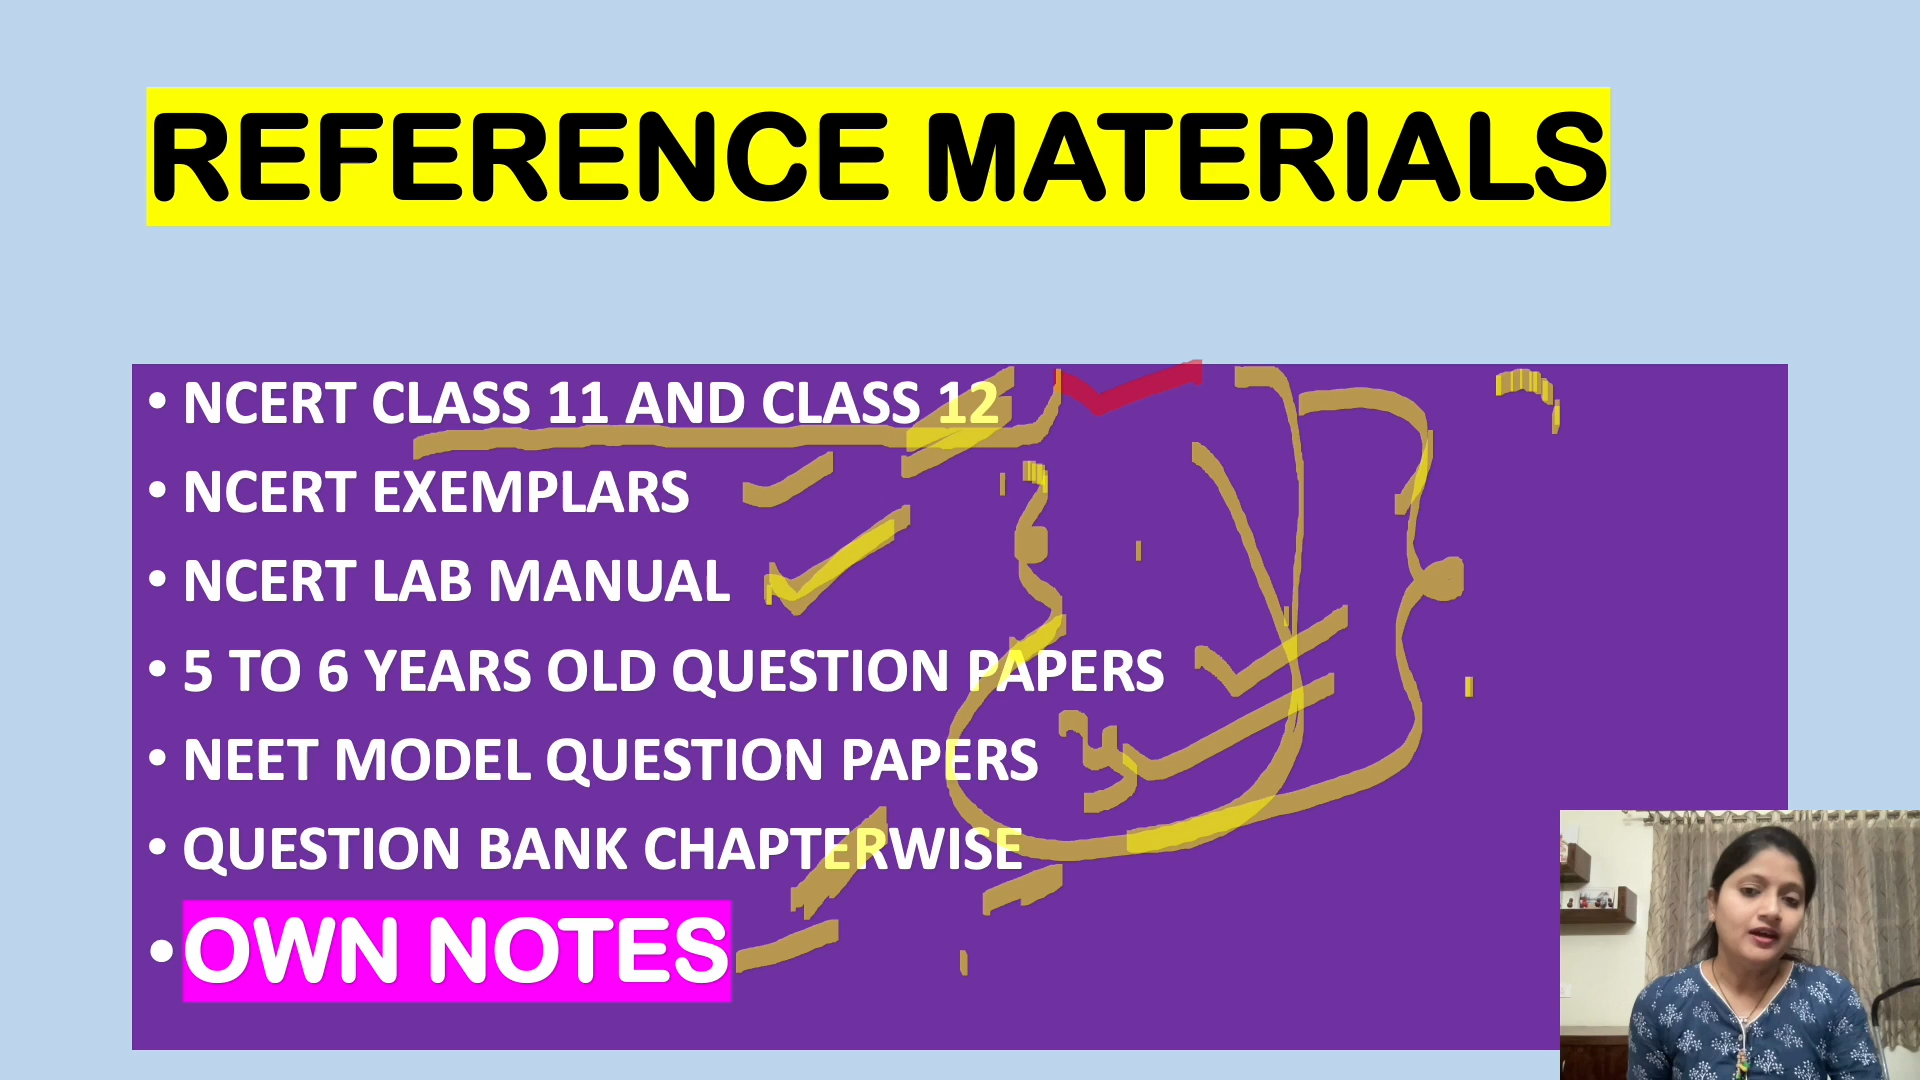 REFERENCE MATERIALS
• NCERT CLASS 11 AND CLASS 12
• NCERT EXEMPLARS
• NCERT LAB MANUAL
• 5 TO 6 YEARS OLD QUESTION PAPERS
• NEET MODEL QUESTION PAPERS
• QUESTION BANK CHAPTERWISE
• OWN NOTES